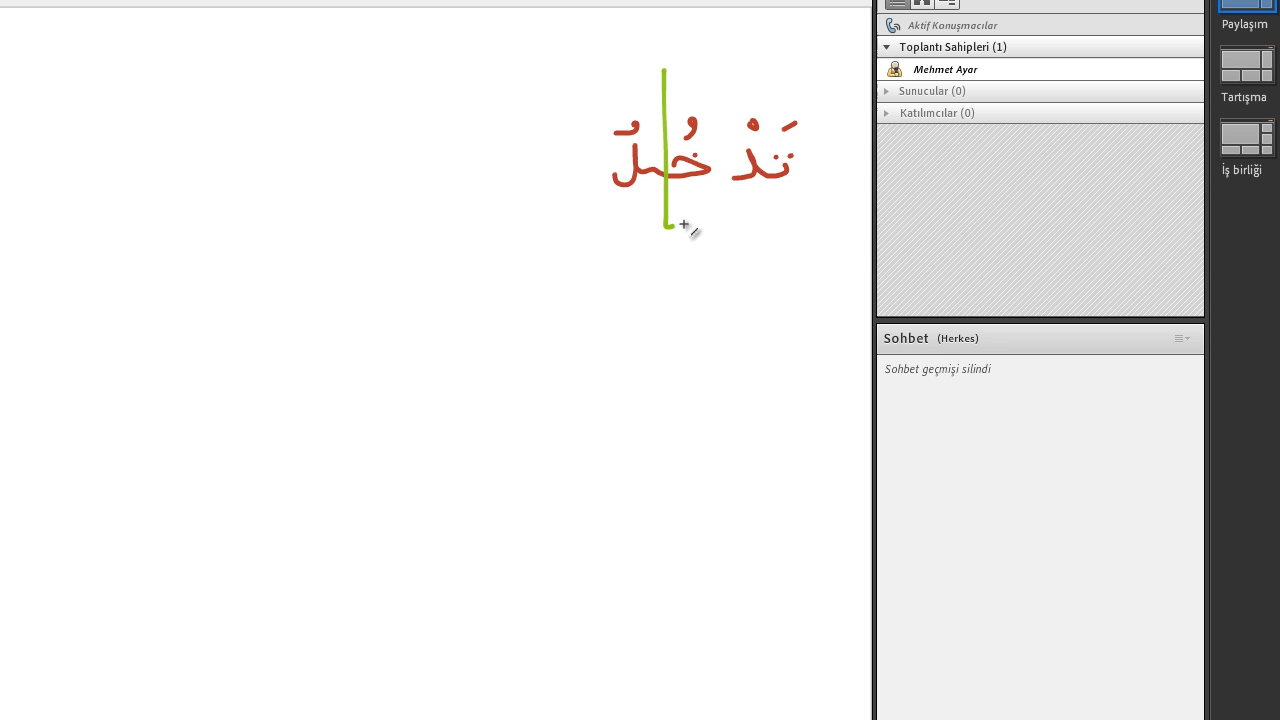 Aktif Konuşmacılar
Toplantı Sahipleri (1)
Mehmet Ayar
Sunucular (0)
Katılımcılar (0)
Paylaşım
Tartışma
İş birliği
تَدْ خُلُ
Sohbet (Herkes)
Sohbet geçmişi silindi